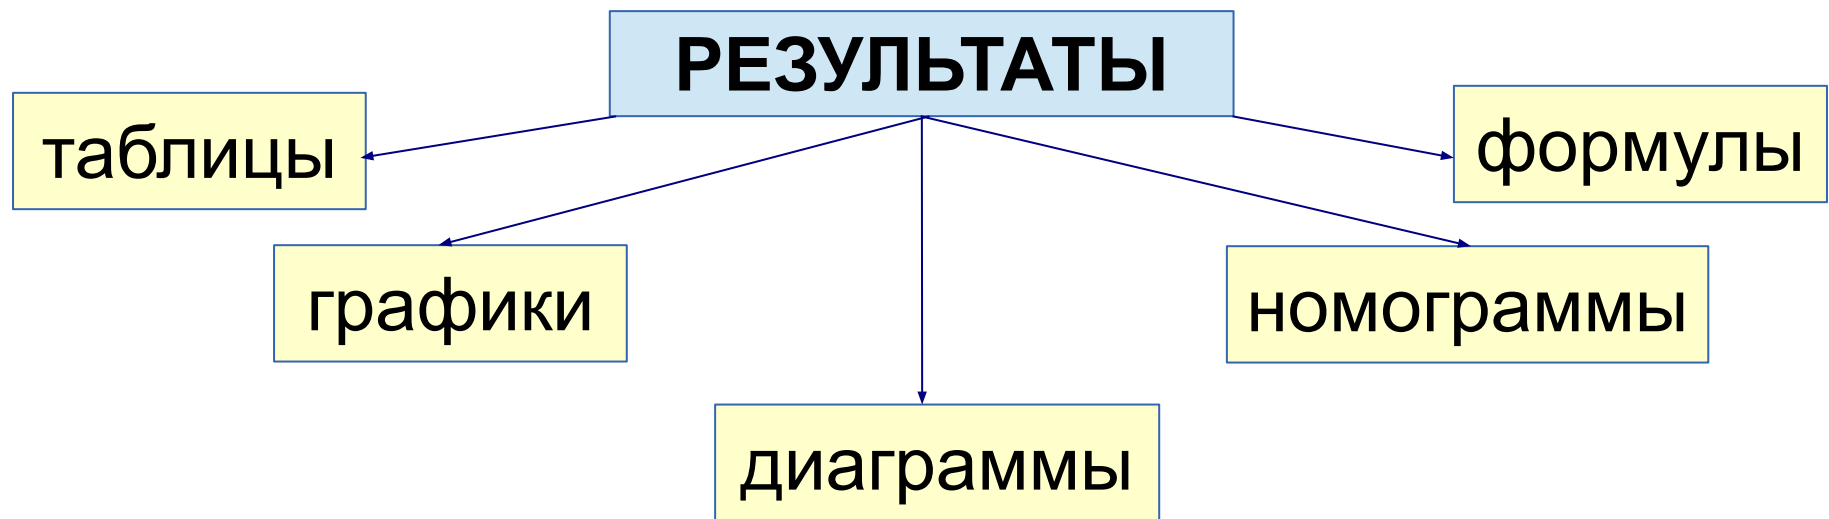 РЕЗУЛЬТАТЫ
таблицы
формулы
графики
номограммы
диаграммы